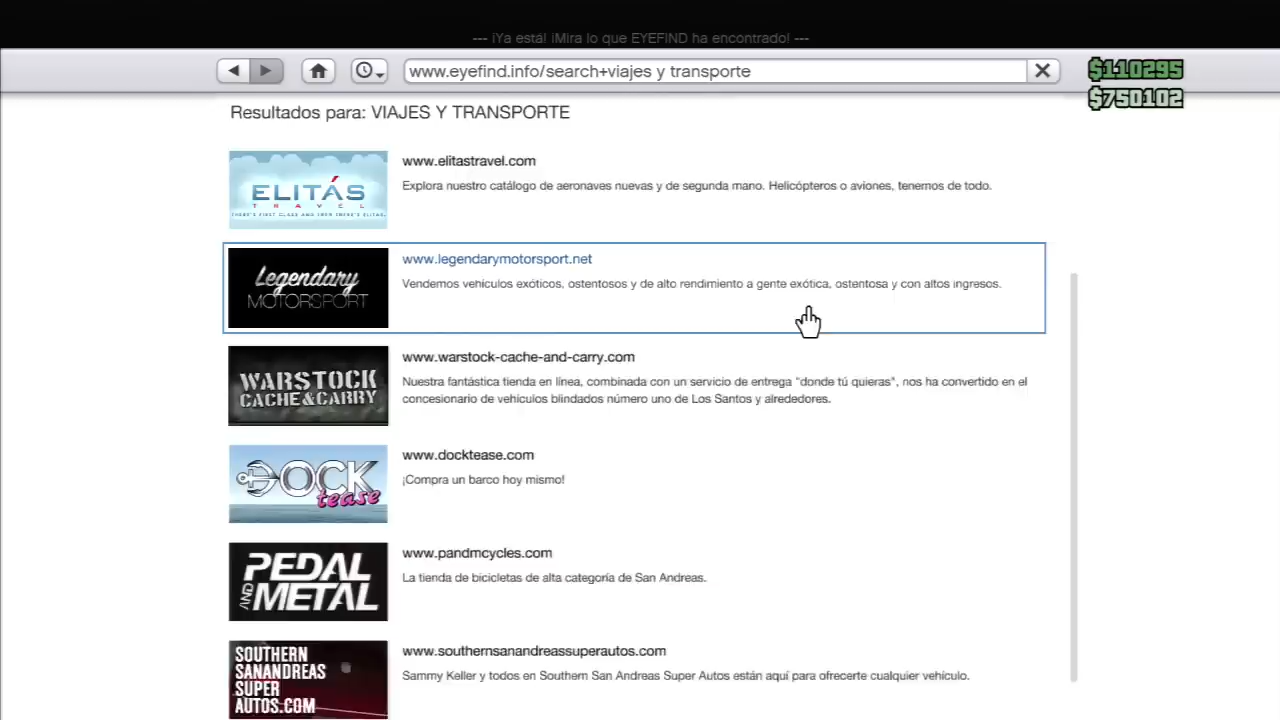 --- ¡Ya está! ¡Mira lo que EYEFIND ha encontrado! ---
www.eyefind.info/search+viajes y transporte
$110295
$750102
Resultados para: VIAJES Y TRANSPORTE
ELITÁS
TRAVEL
THERE'S FIRST CLASS AND THEN THERE'S ELITAS.
www.elitastravel.com
Explora nuestro catálogo de aeronaves nuevas y de segunda mano. Helicópteros o aviones, tenemos de todo.
Legendary
MOTORSPORT
www.legendarymotorsport.net
Vendemos vehículos exóticos, ostentosos y de alto rendimiento a gente exótica, ostentosa y con altos ingresos.
WARSTOCK
CACHE&CARRY
www.warstock-cache-and-carry.com
Nuestra fantástica tienda en línea, combinada con un servicio de entrega "donde tú quieras", nos ha convertido en el
concesionario de vehículos blindados número uno de Los Santos y alrededores.
DOCK
tease
www.docktease.com
¡Compra un barco hoy mismo!
PEDAL
AND METAL
www.pandmcycles.com
La tienda de bicicletas de alta categoría de San Andreas.
SOUTHERN
SANANDREAS
SUPER
AUTOS.COM
www.southernsanandreassuperautos.com
Sammy Keller y todos en Southern San Andreas Super Autos están aquí para ofrecerte cualquier vehículo.